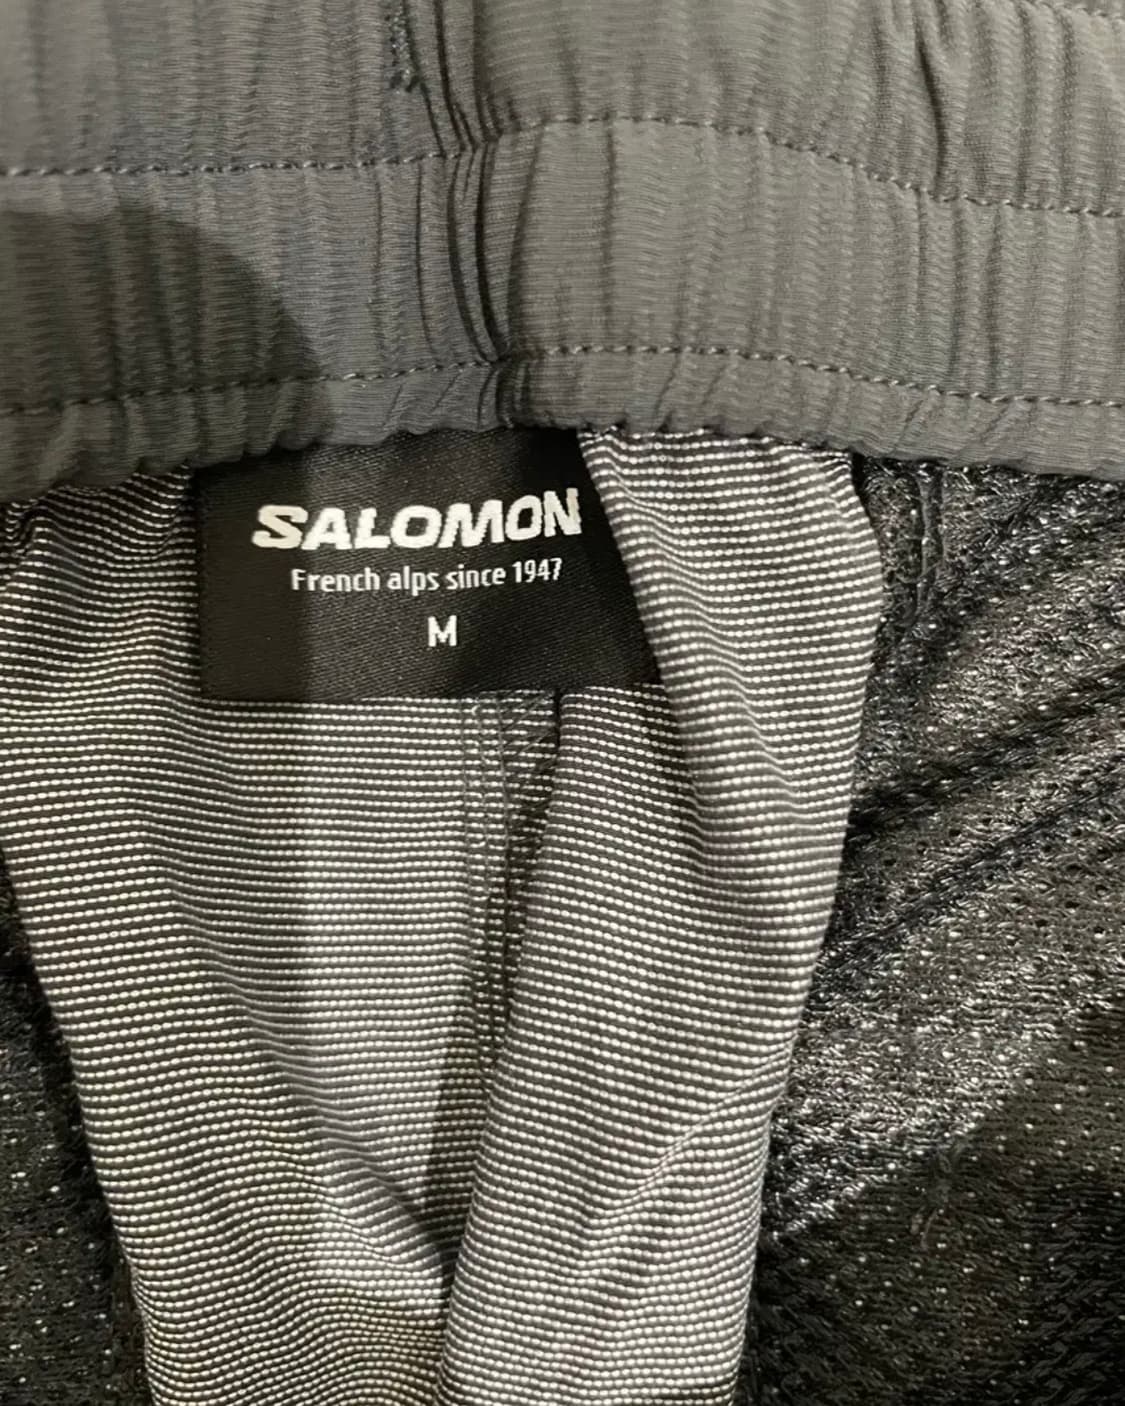 SALOMON
French alps since 1947
M